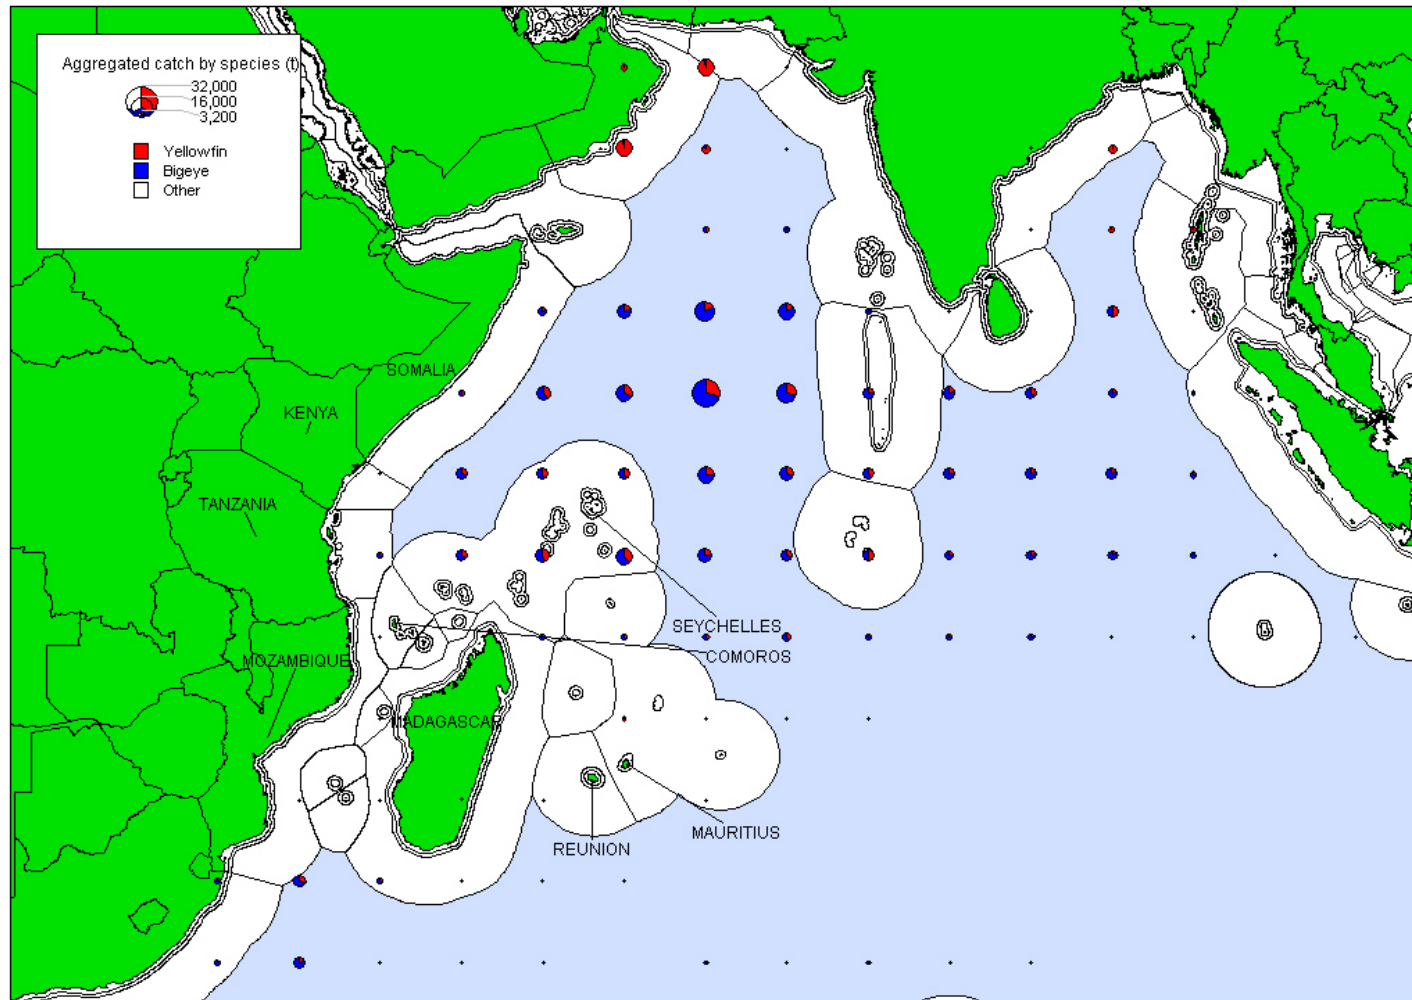 Aggregated catch by species (t)
32,000
16,000
3,200
Yellowfin
Bigeye
Other
SOMALIA
KENYA
TANZANIA
SEYCHELLES
COMOROS
MOZAMBIQUE
MADAGASCAR
MAURITIUS
REUNION